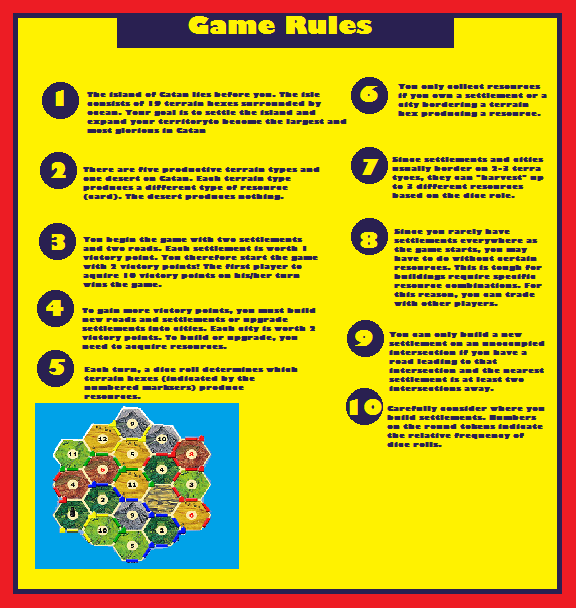 Game Rules
1
The island of Catan lies before you. The isle
consists of 19 terrain hexes surrounded by
ocean. Your goal is to settle the island and
expand your territoryto become the largest and
most glorious in Catan
2
There are five productive terrain types and
one desert on Catan. Each terrain type
produces a different type of resource
(card). The desert produces nothing.
3
You begin the game with two settlements
and two roads. Each settlement is worth 1
victory point. You therefore start the game
with 2 victory points! The first player to
aquire 10 victory points on his/her turn
wins the game.
4
To gain more victory points, you must build
new roads and settlements or upgrade
settlements into cities. Each city is worth 2
victory points. To build or upgrade, you
need to acquire resources.
5
Each turn, a dice roll determines which
terrain hexes (indicated by the
numbered markers) produce
resources.
6
You only collect resources
if you own a settlement or a
city bordering a terrain
hex producing a resource.
7
Since settlements and cities
usually border on 2-3 terra
types, they can "harvest" up
to 3 different resources
based on the dice role.
8
Since you rarely have
settlements everywhere as
the game starts, you may
have to do without certain
resources. This is tough for
buildings require specific
resource combinations. For
this reason, you can trade
with other players.
9
You can only build a new
settlement on an unoccupied
intersection if you have a
road leading to that
intersection and the nearest
settlement is at least two
intersections away.
10
Carefully consider where you
build settlements. Numbers
on the round tokens indicate
the relative frequency of
dice rolls.
9
12 10
11 5 8
6 4
4 11 3
2
8 9 6
10 2
5